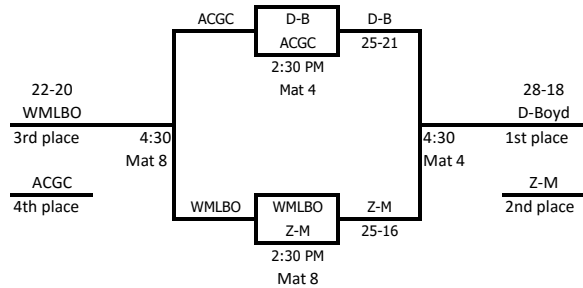 ACGC D-B D-B
ACGC 25-21
2:30 PM
Mat 4
22-20 28-18
WMLBO D-Boyd
3rd place 4:30 4:30 1st place
Mat 8 Mat 4
ACGC Z-M
4th place 2nd place
WMLBO WMLBO Z-M
Z-M 25-16
2:30 PM
Mat 8